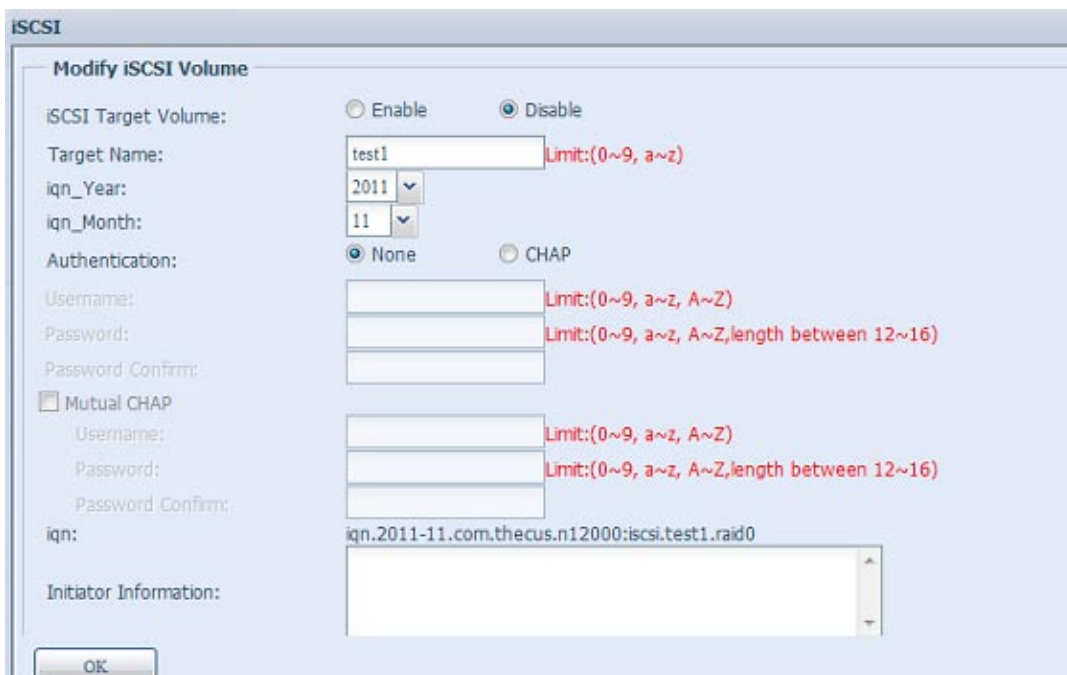 iSCSI
Modify iSCSI Volume
iSCSI Target Volume: Enable Disable
Target Name: test1 Limit:(0~9, a~z)
iqn_Year: 2011
iqn_Month: 11
Authentication: None CHAP
Username: Limit:(0~9, a~z, A~Z)
Password: Limit:(0~9, a~z, A~Z,length between 12~16)
Password Confirm:
Mutual CHAP
Username: Limit:(0~9, a~z, A~Z)
Password: Limit:(0~9, a~z, A~Z,length between 12~16)
Password Confirm:
iqn: iqn.2011-11.com.thecus.n12000:iscsi.test1.raid0
Initiator Information:
OK